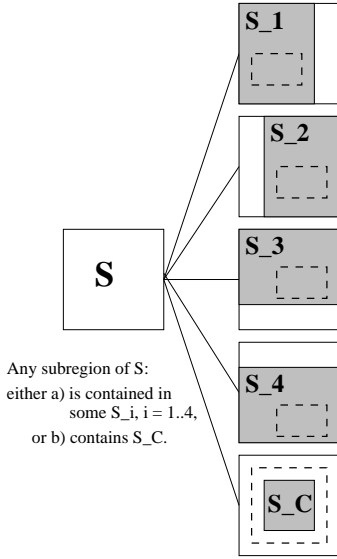 S_1
S_2
S
S_3
Any subregion of S:
either a) is contained in
some S_i, i = 1..4,
or b) contains S_C.
S_4
S_C